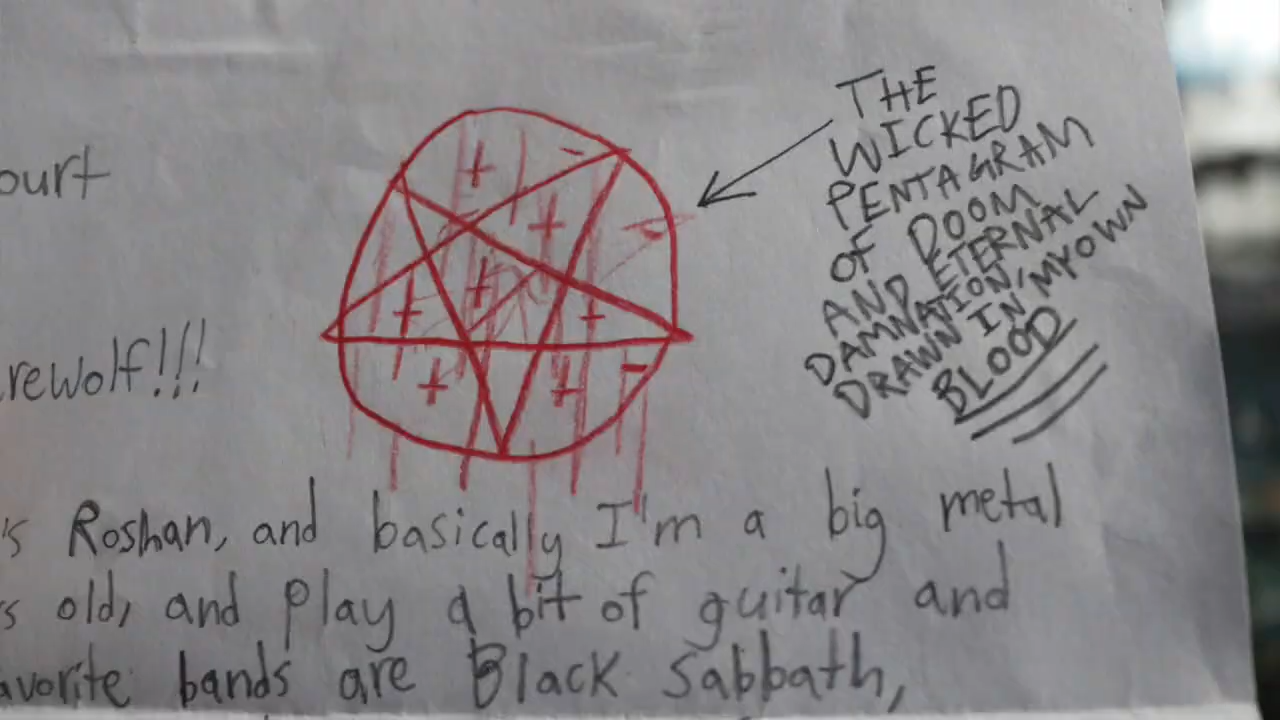 THE
WICKED
PENTAGRAM
OF DOOM
AND ETERNAL
DAMNATION,
DRAWN IN MY OWN
BLOOD
ourt
rewolf!!!
's Roshan, and basically I'm a big metal
s old, and play a bit of guitar and
avorite bands are Black Sabbath,